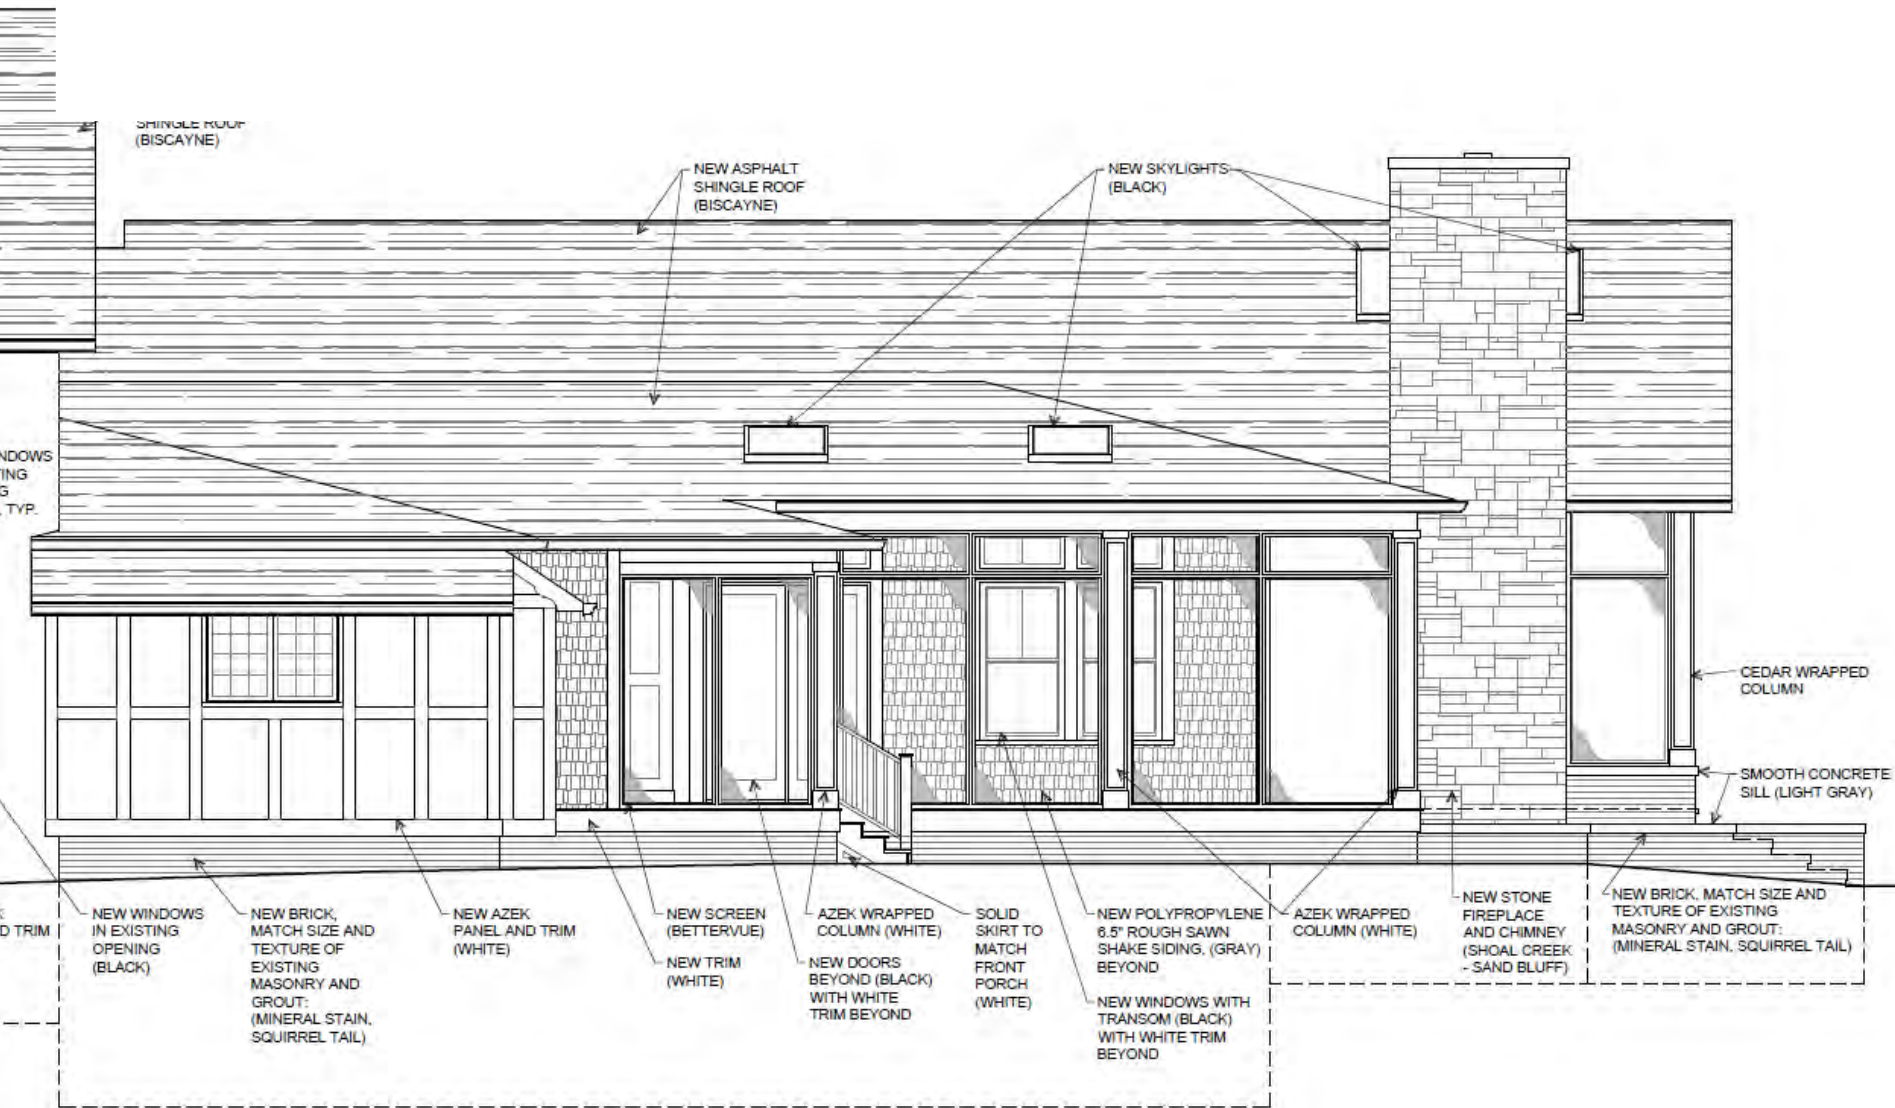 SHINGLE ROOF
(BISCAYNE)
NEW ASPHALT
SHINGLE ROOF
(BISCAYNE)
NEW SKYLIGHTS
(BLACK)
TYP.
CEDAR WRAPPED
COLUMN
SMOOTH CONCRETE
SILL (LIGHT GRAY)
TRIM
NEW WINDOWS
IN EXISTING
OPENING
(BLACK)
NEW BRICK,
MATCH SIZE AND
TEXTURE OF
EXISTING
MASONRY AND
GROUT:
(MINERAL STAIN,
SQUIRREL TAIL)
NEW AZEK
PANEL AND TRIM
(WHITE)
NEW SCREEN
(BETTERVUE)
NEW TRIM
(WHITE)
AZEK WRAPPED
COLUMN (WHITE)
NEW DOORS
BEYOND (BLACK)
WITH WHITE
TRIM BEYOND
SOLID
SKIRT TO
MATCH
FRONT
PORCH
(WHITE)
NEW POLYPROPYLENE
6.5" ROUGH SAWN
SHAKE SIDING, (GRAY)
BEYOND
NEW WINDOWS WITH
TRANSOM (BLACK)
WITH WHITE TRIM
BEYOND
AZEK WRAPPED
COLUMN (WHITE)
NEW STONE
FIREPLACE
AND CHIMNEY
(SHOAL CREEK
- SAND BLUFF)
NEW BRICK, MATCH SIZE AND
TEXTURE OF EXISTING
MASONRY AND GROUT:
(MINERAL STAIN, SQUIRREL TAIL)